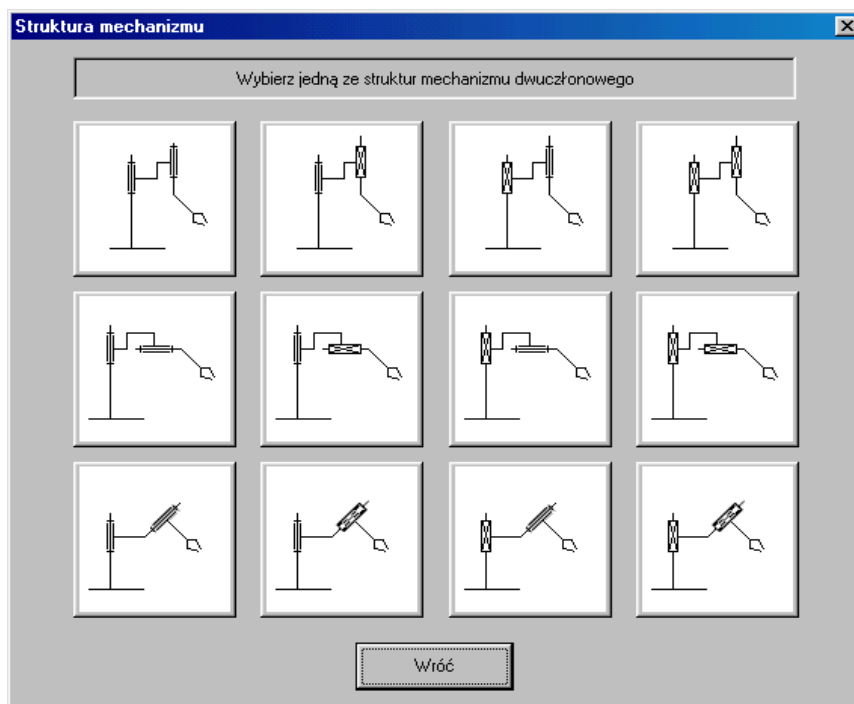 Struktura mechanizmu
Wybierz jedną ze struktur mechanizmu dwuczłonowego
Wróć